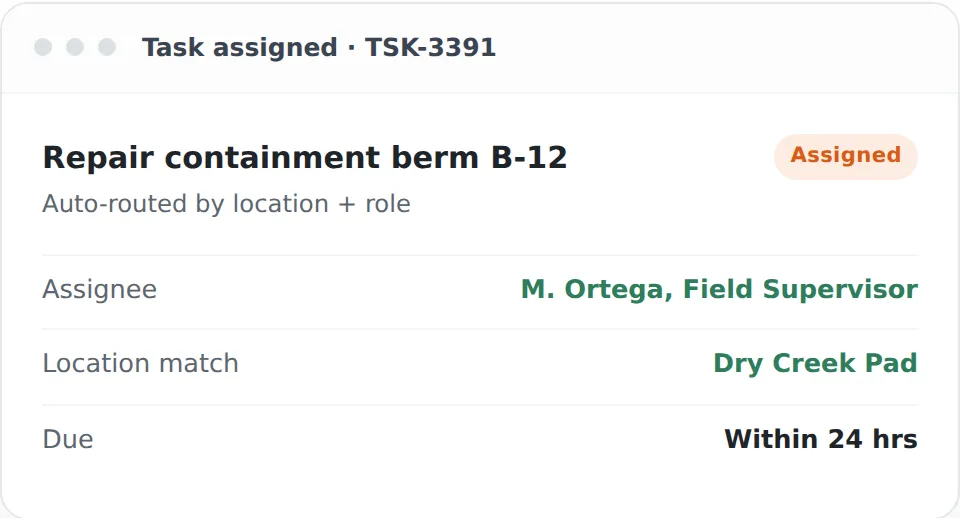 Task assigned · TSK-3391
Repair containment berm B-12
Assigned
Auto-routed by location + role
Assignee
M. Ortega, Field Supervisor
Location match
Dry Creek Pad
Due
Within 24 hrs